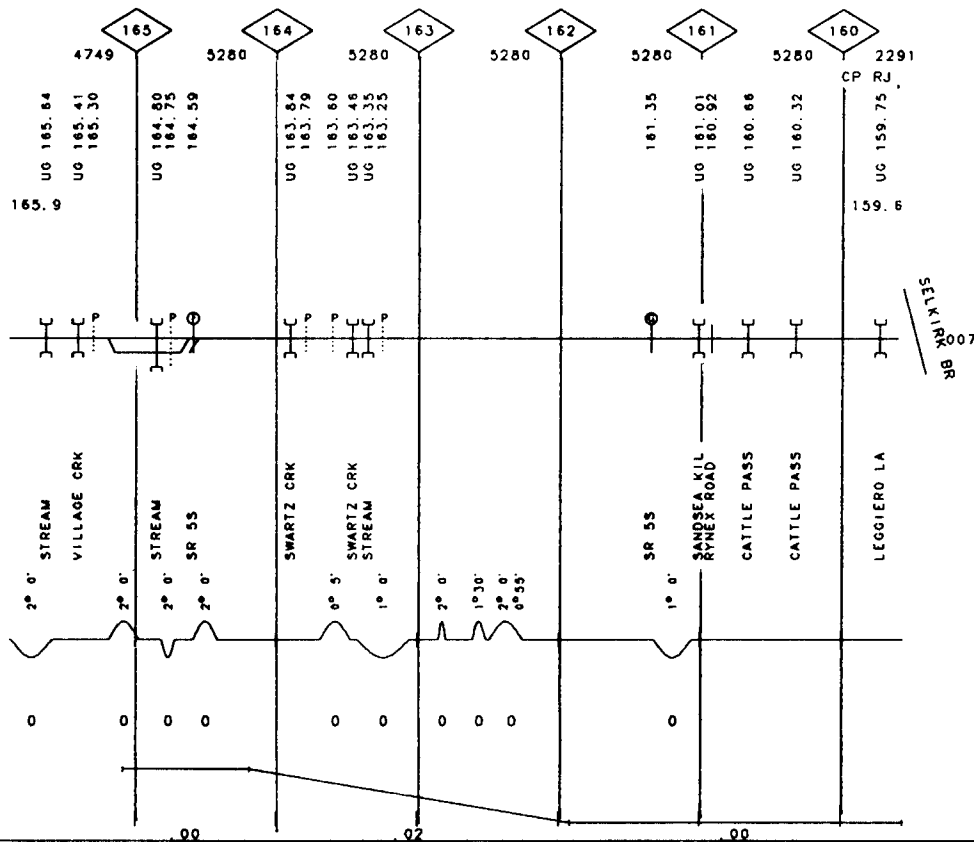 165 164 163 162 161 160
4749 5280 5280 5280 5280 5280 2291
CP RJ
UG 165.64
UG 165.41
165.30
UG 164.80
164.75
164.59
UG 163.84
163.79
163.60
UG 163.46
UG 163.35
163.25
161.35
UG 161.01
160.92
UG 160.66
UG 160.32
UG 159.75
165.9
159.6
P P P P
SELKIRK BR
007
STREAM
VILLAGE CRK
STREAM
SR 5S
SWARTZ CRK
SWARTZ CRK
STREAM
SR 5S
SANDSEA KIL
RYNEX ROAD
CATTLE PASS
CATTLE PASS
LEGGIERO LA
2° 0'
2° 0'
2° 0'
2° 0'
0° 5'
1° 0'
2° 0'
1° 30'
2° 0'
0° 55'
1° 0'
0 0 0 0 0 0 0 0 0 0
.00 .02 .00